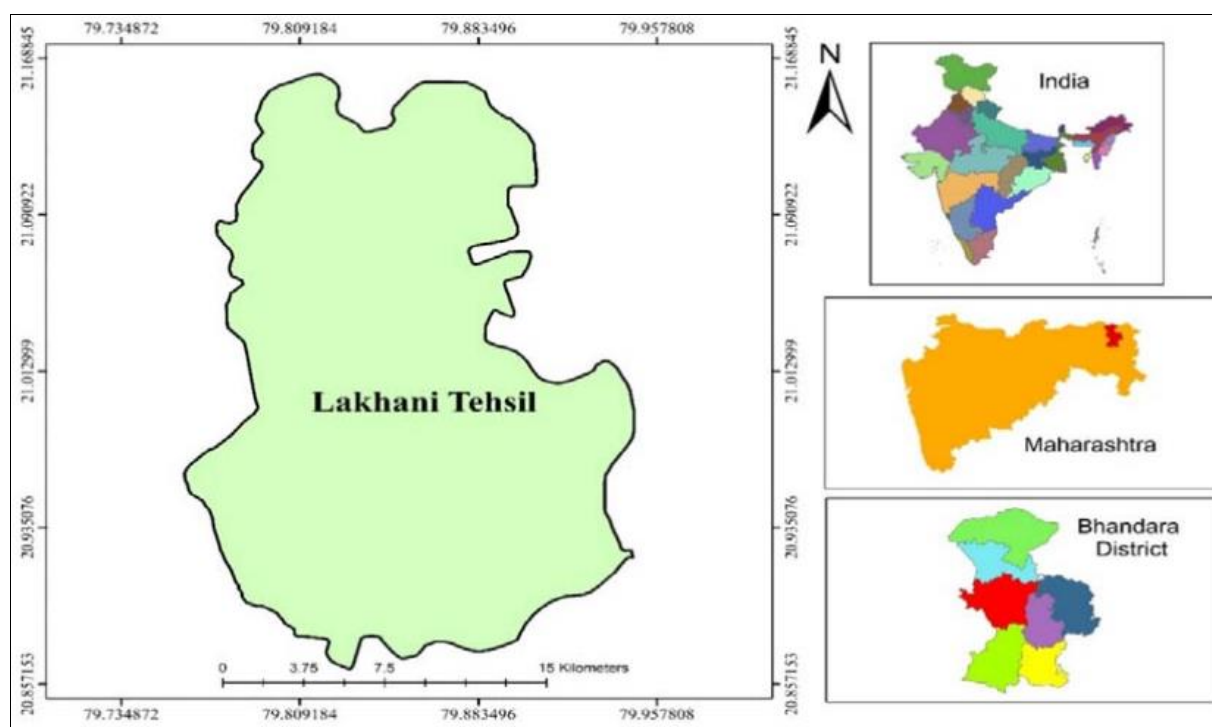 79.734872 79.809184 79.883496 79.957808
21.168845
21.090922
21.012999
20.935076
20.857153
Lakhani Tehsil
0 3.75 7.5 15 Kilometers
21.168845
21.090922
21.012999
20.935076
20.857153
79.734872 79.809184 79.883496 79.957808
N
India
Maharashtra
Bhandara
District